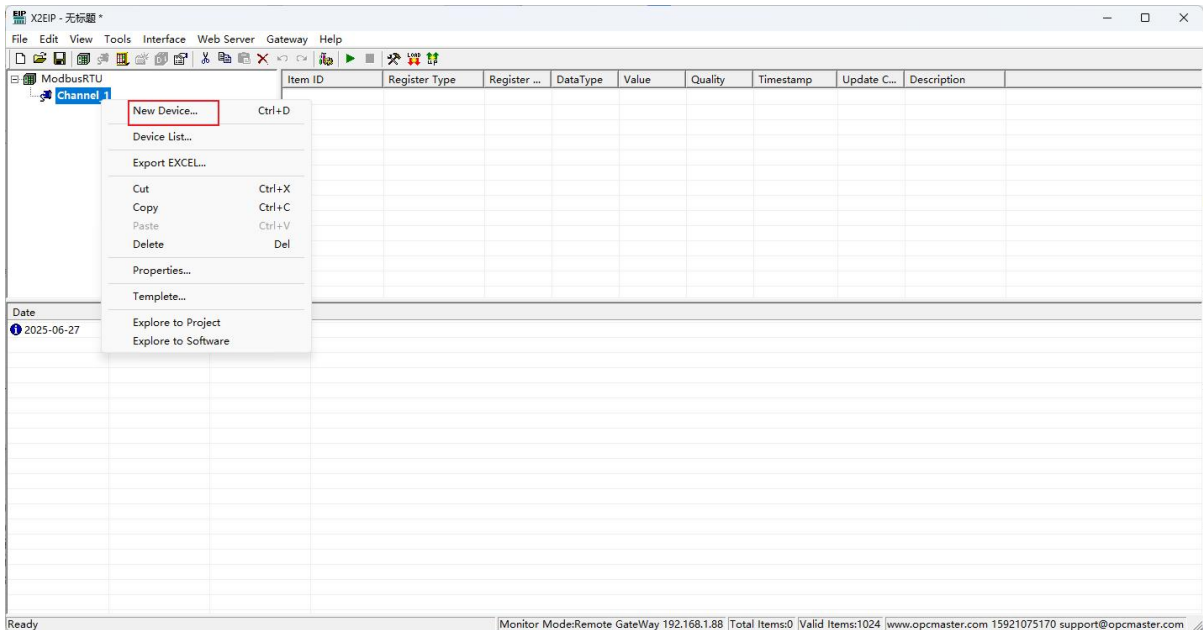 EIP X2EIP - 无标题 *
File Edit View Tools Interface Web Server Gateway Help
LOAD
ModbusRTU
Item ID Register Type Register ... DataType Value Quality Timestamp Update C... Description
Channel_1
New Device... Ctrl+D
Device List...
Export EXCEL...
Cut Ctrl+X
Copy Ctrl+C
Paste Ctrl+V
Delete Del
Properties...
Templete...
Explore to Project
Explore to Software
Date
2025-06-27
Ready Monitor Mode:Remote GateWay 192.168.1.88 Total Items:0 Valid Items:1024 www.opcmaster.com 15921075170 support@opcmaster.com